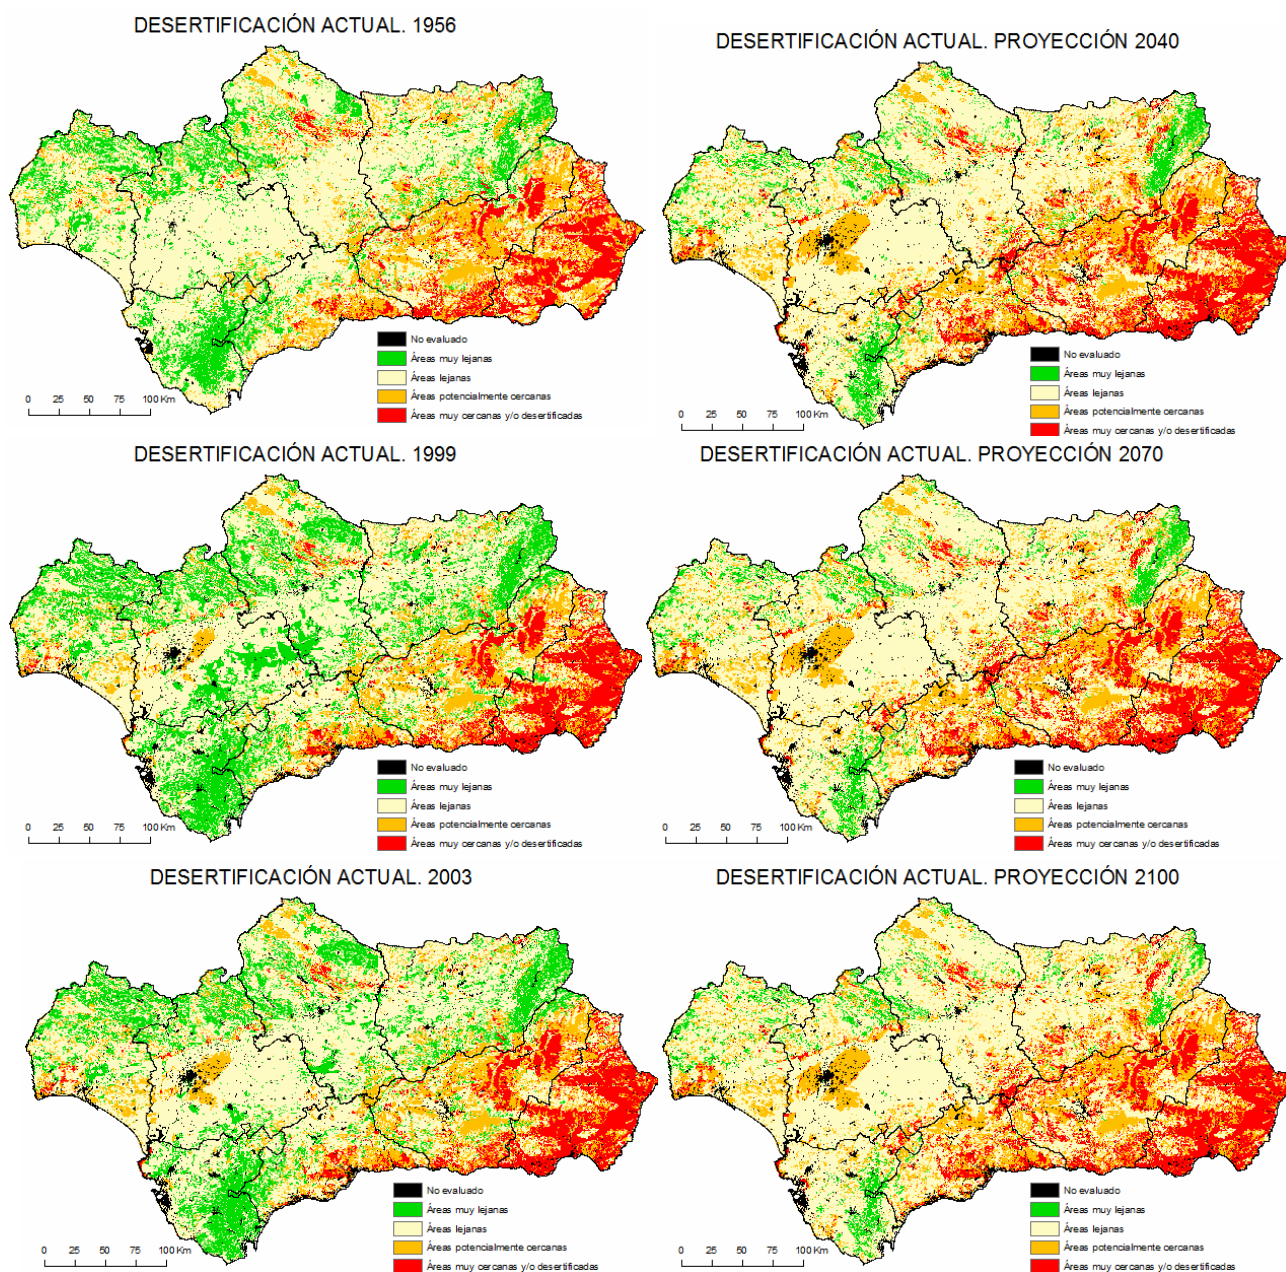 DESERTIFICACIÓN ACTUAL. 1956
No evaluado
Áreas muy lejanas
Áreas lejanas
Áreas potencialmente cercanas
Áreas muy cercanas y/o desertificadas
0 25 50 75 100 Km
DESERTIFICACIÓN ACTUAL. PROYECCIÓN 2040
No evaluado
Áreas muy lejanas
Áreas lejanas
Áreas potencialmente cercanas
Áreas muy cercanas y/o desertificadas
0 25 50 75 100 Km
DESERTIFICACIÓN ACTUAL. 1999
No evaluado
Áreas muy lejanas
Áreas lejanas
Áreas potencialmente cercanas
Áreas muy cercanas y/o desertificadas
0 25 50 75 100 Km
DESERTIFICACIÓN ACTUAL. PROYECCIÓN 2070
No evaluado
Áreas muy lejanas
Áreas lejanas
Áreas potencialmente cercanas
Áreas muy cercanas y/o desertificadas
0 25 50 75 100 Km
DESERTIFICACIÓN ACTUAL. 2003
No evaluado
Áreas muy lejanas
Áreas lejanas
Áreas potencialmente cercanas
Áreas muy cercanas y/o desertificadas
0 25 50 75 100 Km
DESERTIFICACIÓN ACTUAL. PROYECCIÓN 2100
No evaluado
Áreas muy lejanas
Áreas lejanas
Áreas potencialmente cercanas
Áreas muy cercanas y/o desertificadas
0 25 50 75 100 Km